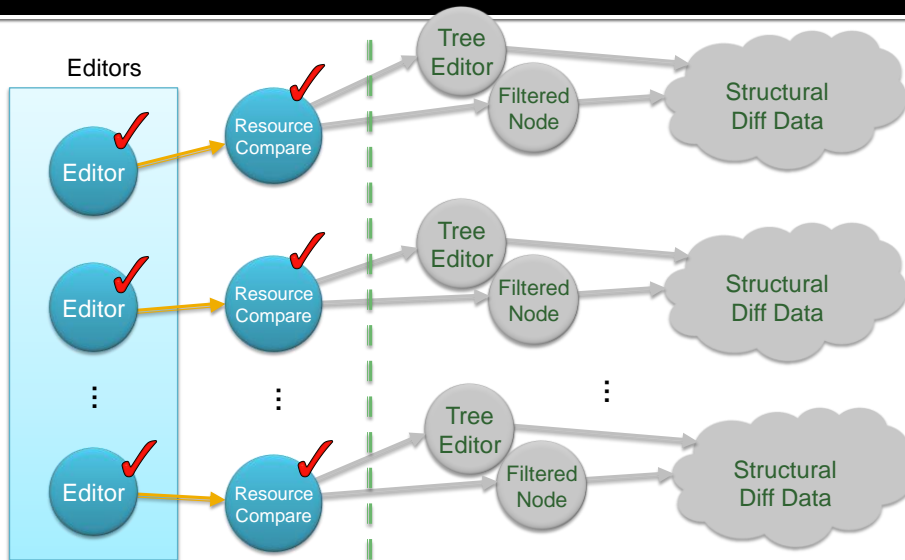 Editors
Editor
Resource
Compare
Tree
Editor
Filtered
Node
Structural
Diff Data
Editor
Resource
Compare
Tree
Editor
Filtered
Node
Structural
Diff Data
...
...
...
Editor
Resource
Compare
Tree
Editor
Filtered
Node
Structural
Diff Data